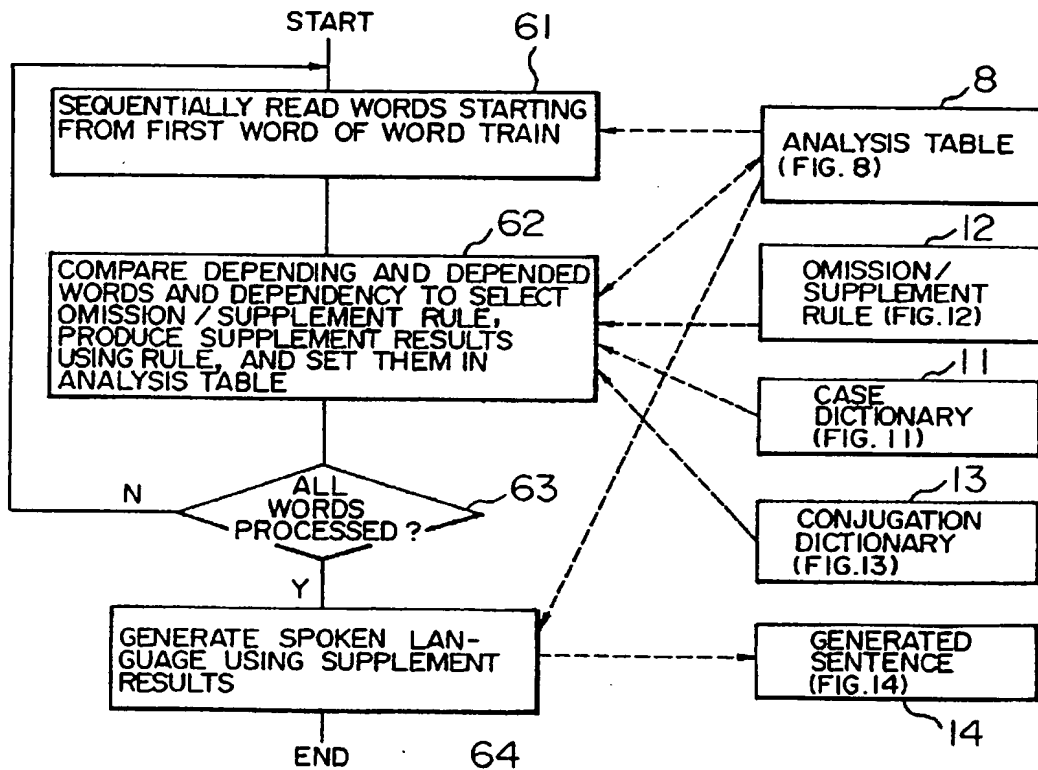 START
61
SEQUENTIALLY READ WORDS STARTING
FROM FIRST WORD OF WORD TRAIN
8
ANALYSIS TABLE
(FIG. 8)
62
COMPARE DEPENDING AND DEPENDED
WORDS AND DEPENDENCY TO SELECT
OMISSION/SUPPLEMENT RULE,
PRODUCE SUPPLEMENT RESULTS
USING RULE, AND SET THEM IN
ANALYSIS TABLE
12
OMISSION/
SUPPLEMENT
RULE (FIG.12)
11
CASE
DICTIONARY
(FIG. 11)
N
ALL
WORDS
PROCESSED ?
63
13
CONJUGATION
DICTIONARY
(FIG.13)
Y
GENERATE SPOKEN LAN-
GUAGE USING SUPPLEMENT
RESULTS
GENERATED
SENTENCE
(FIG.14)
END
64
14